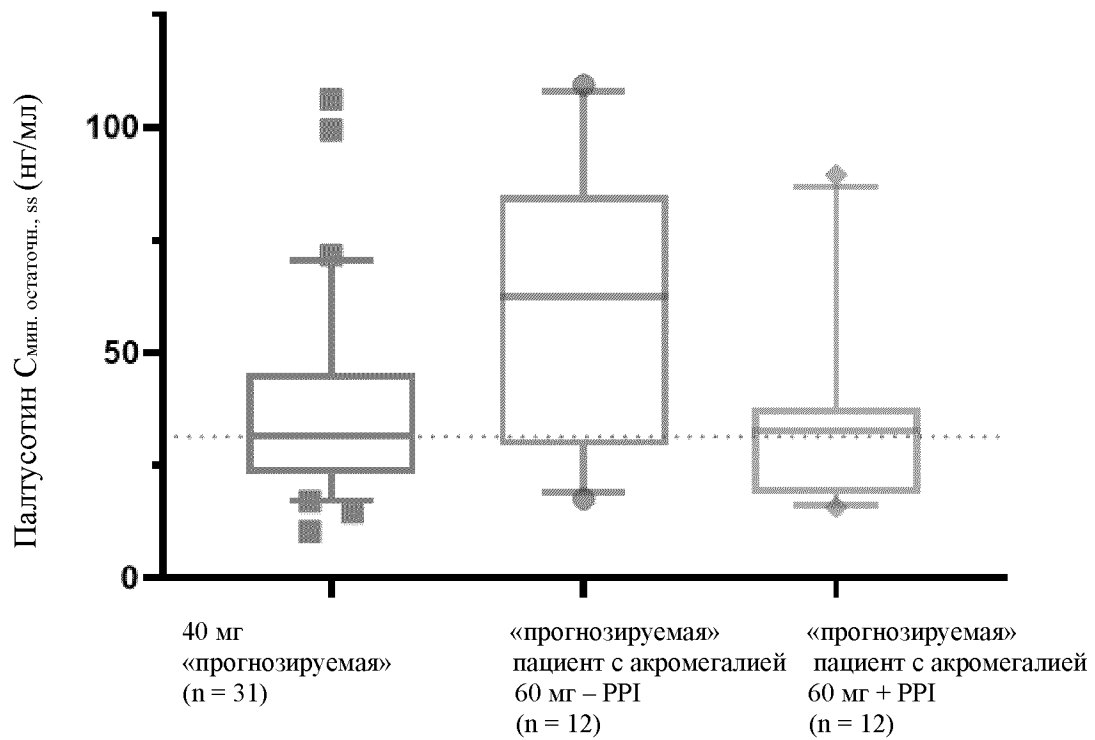 Палтусотин Cмин. остаточн., ss (нг/мл)
100
50
0
40 мг
«прогнозируемая»
(n = 31)
«прогнозируемая»
пациент с акромегалией
60 мг – PPI
(n = 12)
«прогнозируемая»
пациент с акромегалией
60 мг + PPI
(n = 12)